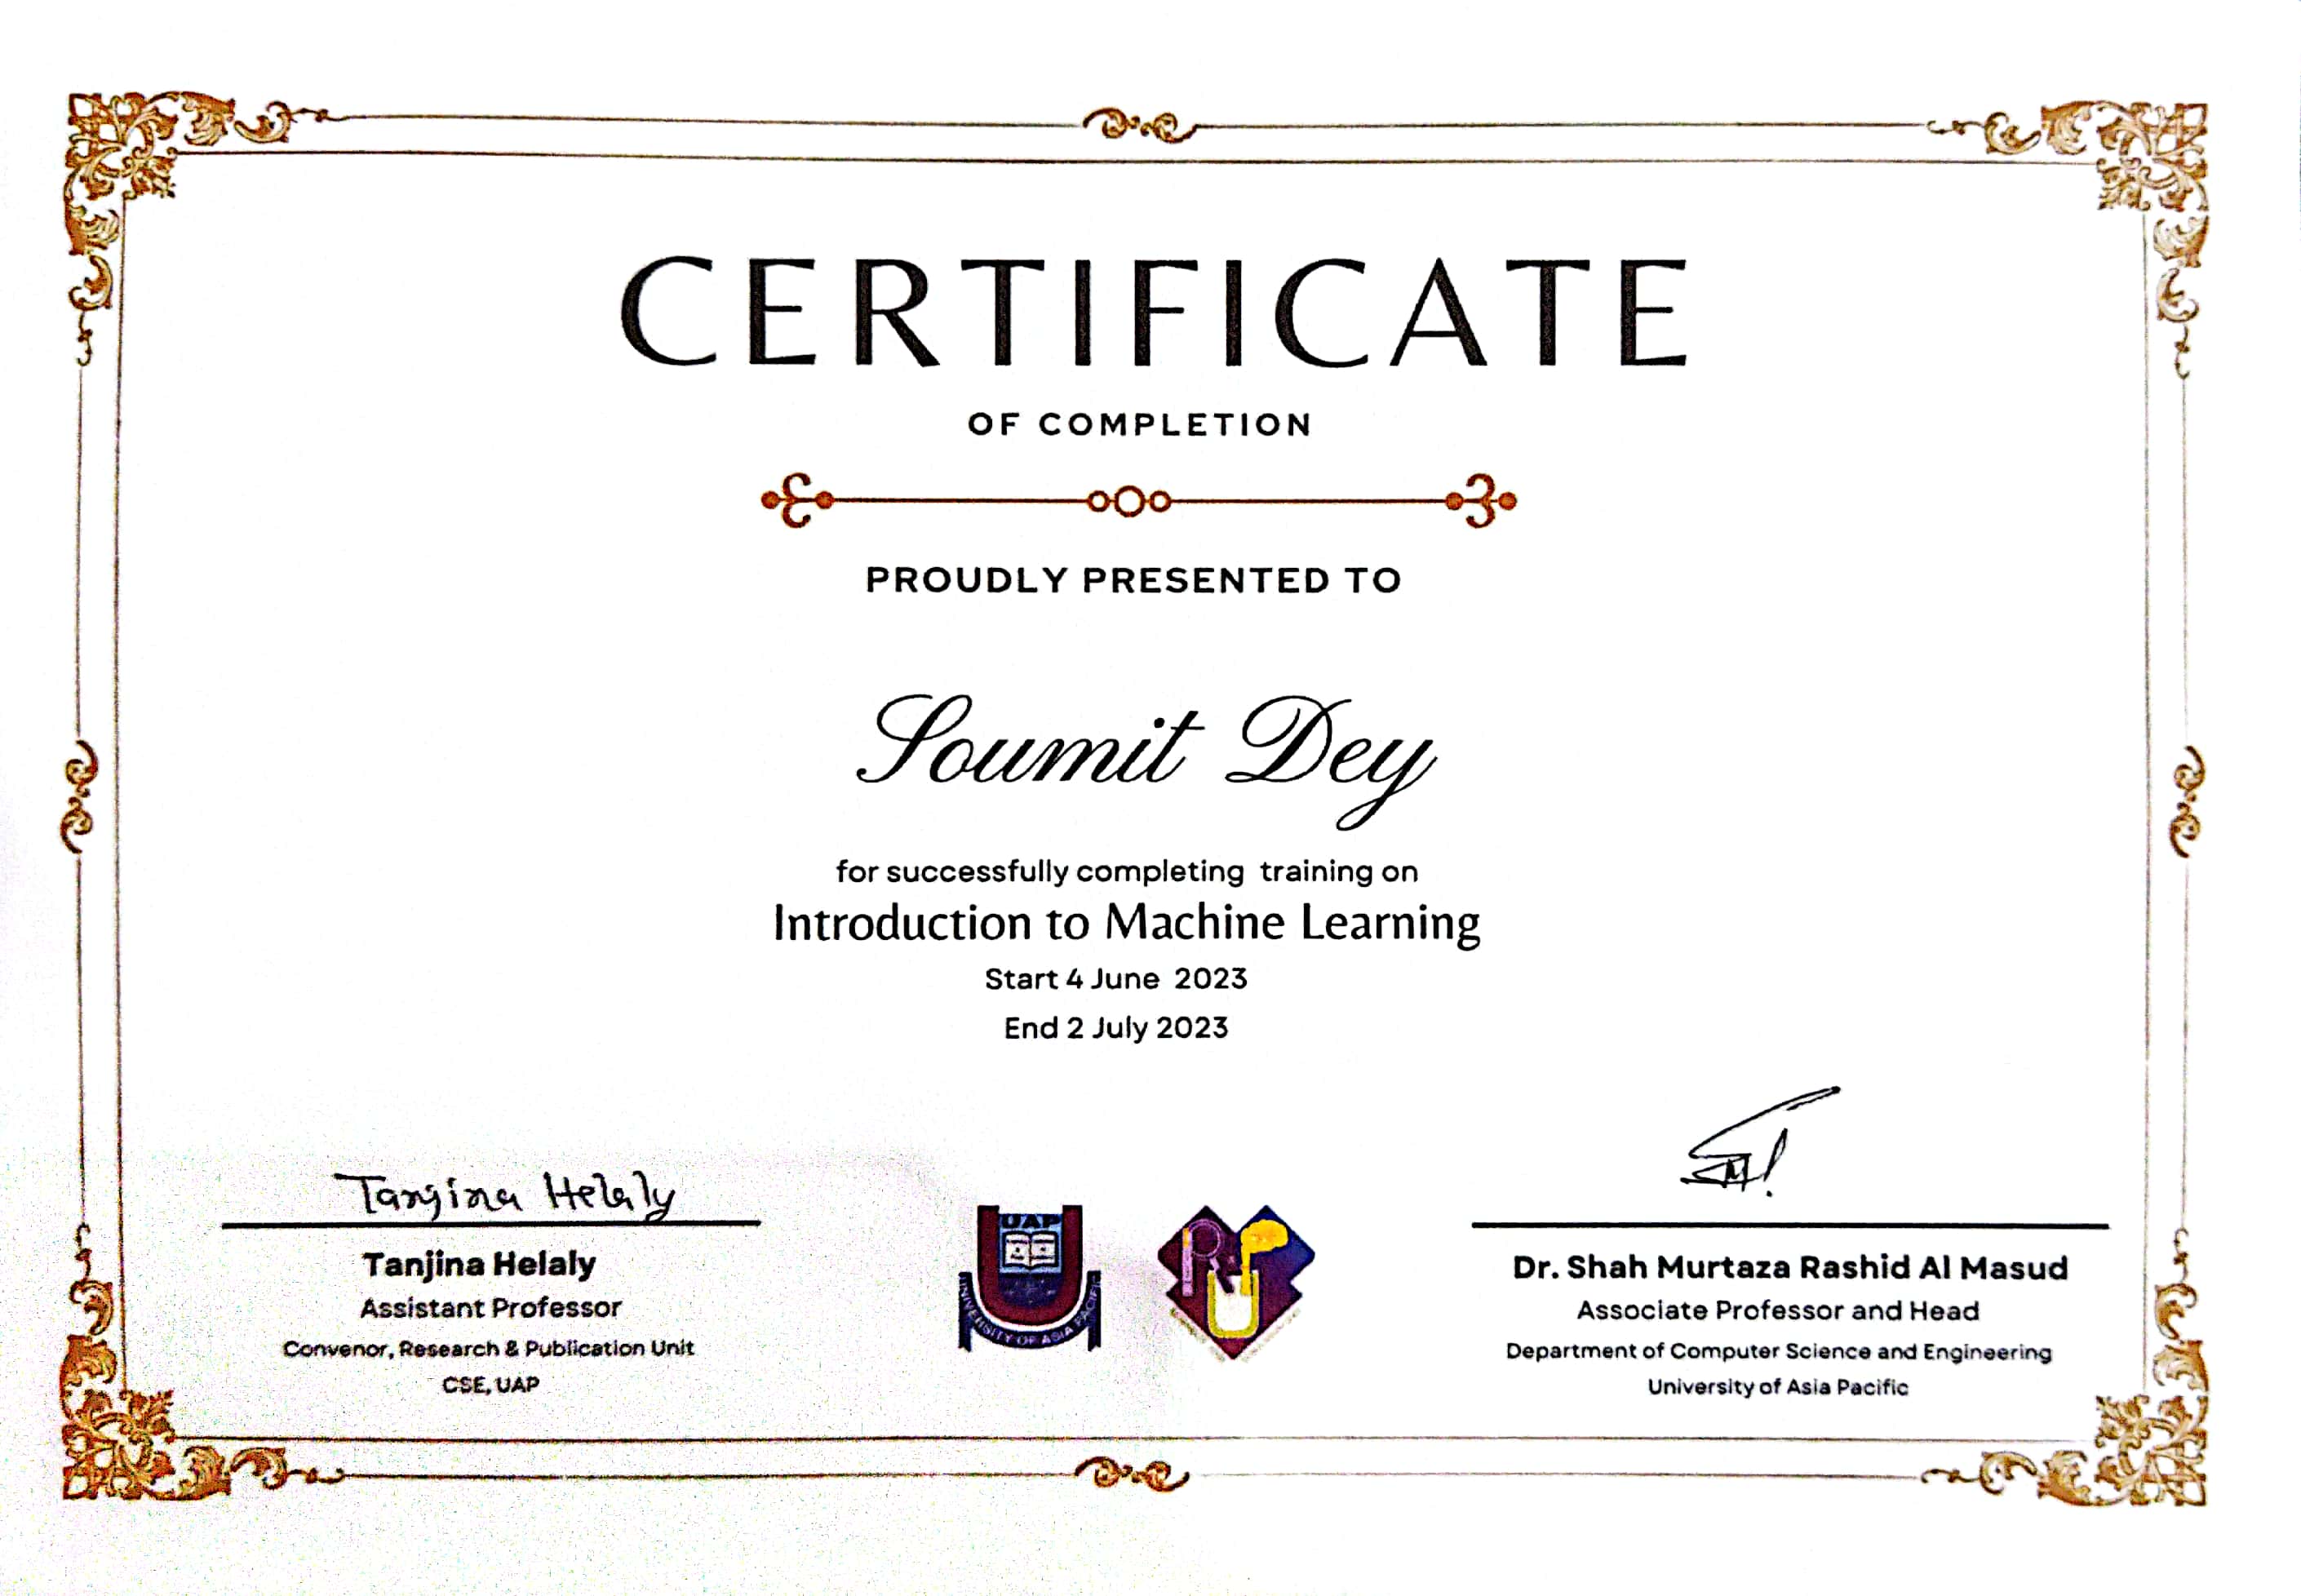 CERTIFICATE
OF COMPLETION
PROUDLY PRESENTED TO
Soumit Dey
for successfully completing training on
Introduction to Machine Learning
Start 4 June 2023
End 2 July 2023
Tanjina Helaly
Tanjina Helaly
Assistant Professor
Convenor, Research & Publication Unit
CSE, UAP
UAP
UNIVERSITY OF ASIA PACIFIC
RPU
Dr. Shah Murtaza Rashid Al Masud
Associate Professor and Head
Department of Computer Science and Engineering
University of Asia Pacific